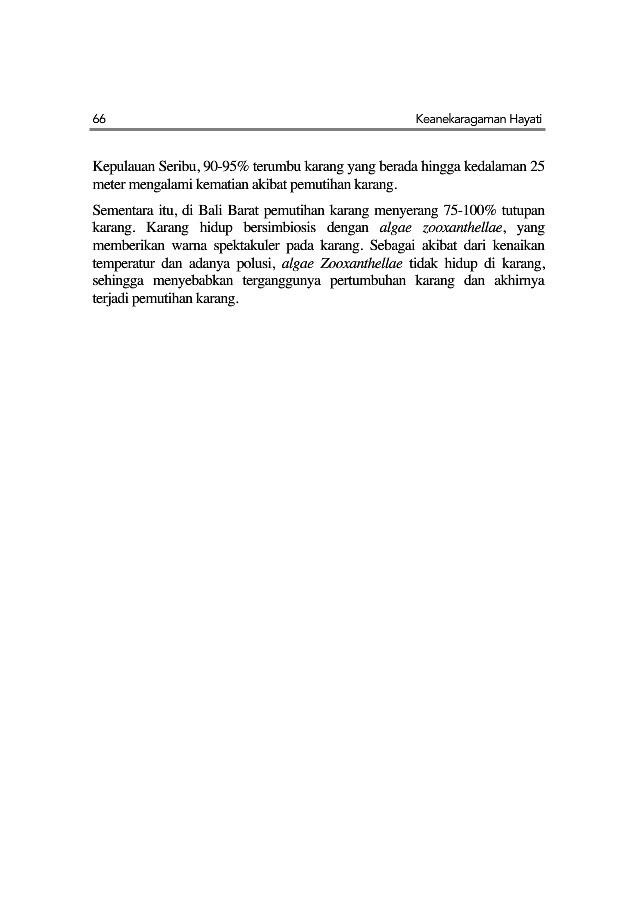 66 Keanekaragaman Hayati
Kepulauan Seribu, 90-95% terumbu karang yang berada hingga kedalaman 25
meter mengalami kematian akibat pemutihan karang.
Sementara itu, di Bali Barat pemutihan karang menyerang 75-100% tutupan
karang. Karang hidup bersimbiosis dengan algae zooxanthellae, yang
memberikan warna spektakuler pada karang. Sebagai akibat dari kenaikan
temperatur dan adanya polusi, algae Zooxanthellae tidak hidup di karang,
sehingga menyebabkan terganggunya pertumbuhan karang dan akhirnya
terjadi pemutihan karang.